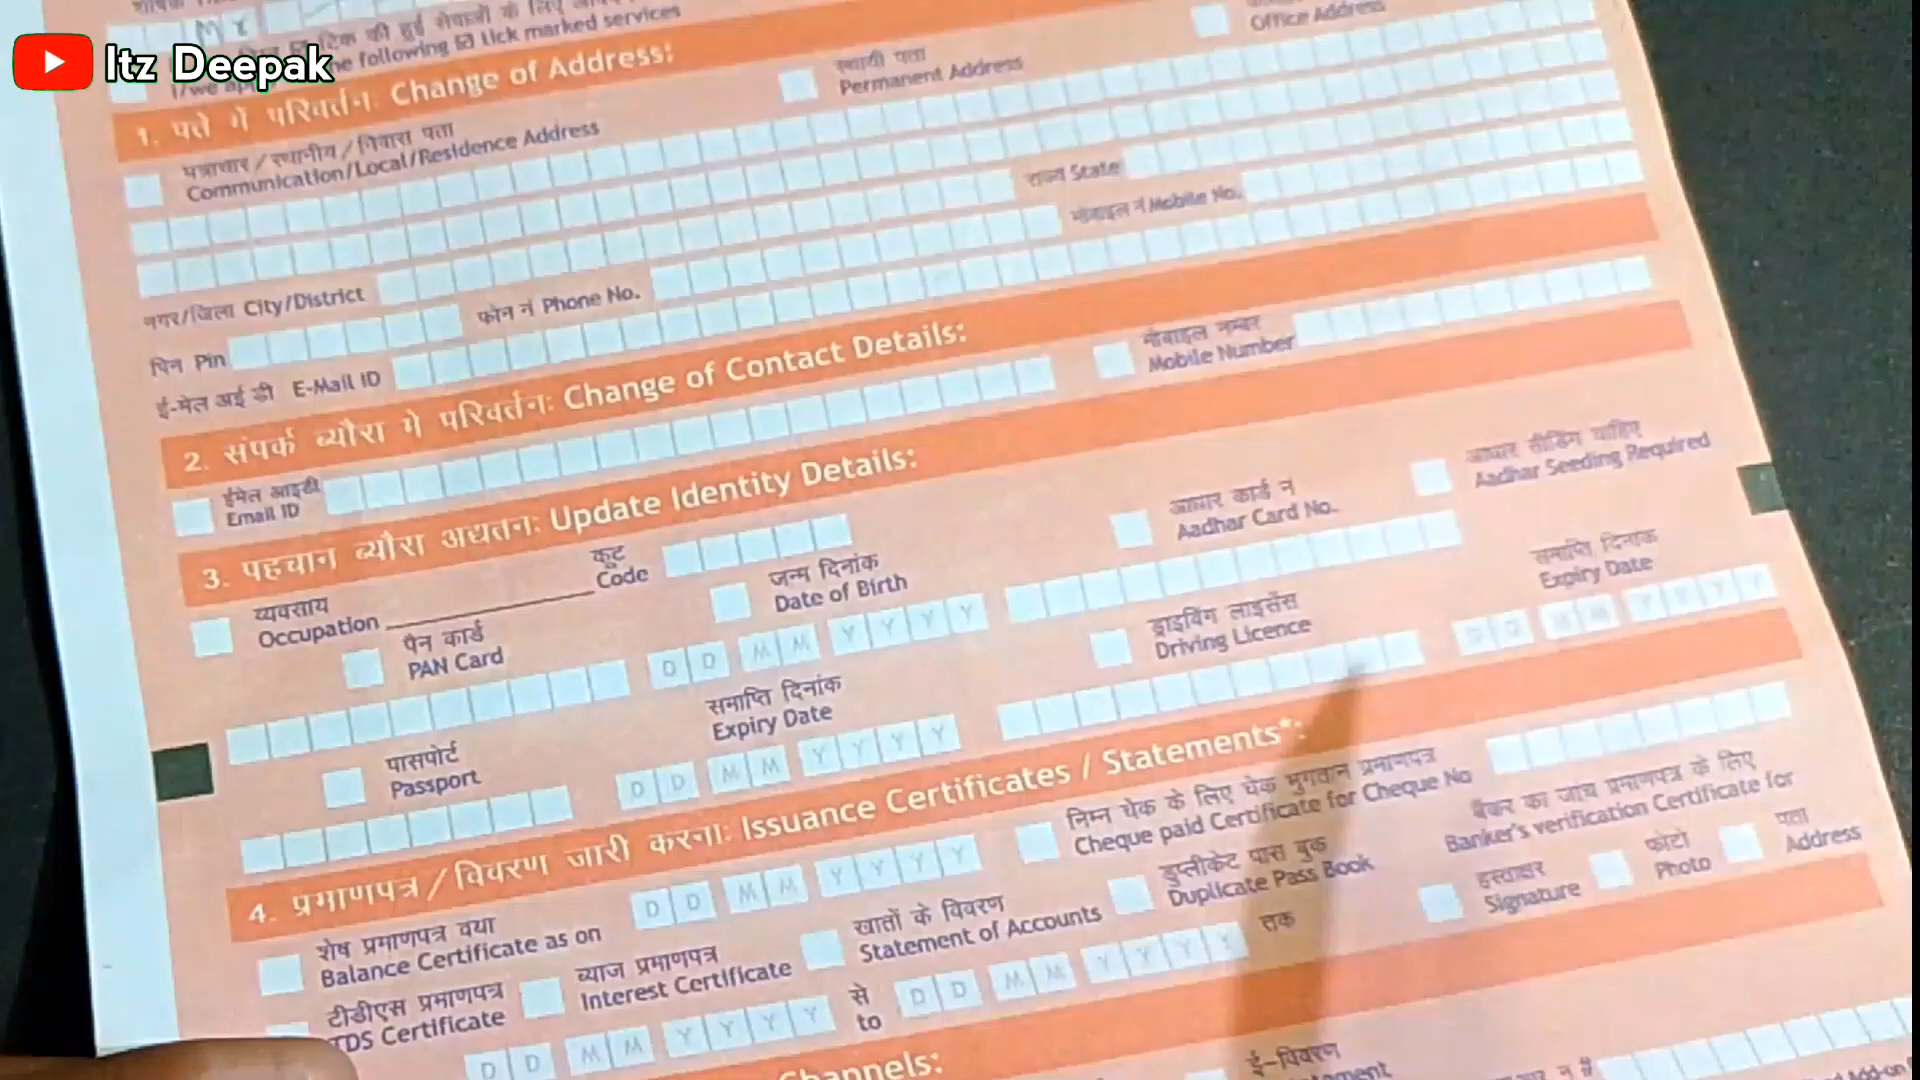 Itz Deepak
की हुई सेवाओं के लिए
following ☑ tick marked services
I/we
Office Address
1. पते में परिवर्तन: Change of Address:
स्थायी पता
Permanent Address
पत्राचार/स्थानीय/निवास पता
Communication/Local/Residence Address
नगर/जिला City/District
राज्य State
पिन Pin
फोन नं Phone No.
मोबाइल नं Mobile No.
ई-मेल अई डी E-Mail ID
2. संपर्क ब्यौरा मे परिवर्तन: Change of Contact Details:
ईमेल आइडी
Email ID
मोबाइल नम्बर
Mobile Number
3. पहचान ब्यौरा अद्यतन: Update Identity Details:
व्यवसाय
Occupation
कूट
Code
आधार कार्ड नं
Aadhar Card No.
आधार सीडिंग चाहिए
Aadhar Seeding Required
पैन कार्ड
PAN Card
जन्म दिनांक
Date of Birth
D D M M Y Y Y Y
ड्राइविंग लाइसेंस
Driving Licence
समाप्ति दिनांक
Expiry Date
D D M M Y Y Y Y
पासपोर्ट
Passport
समाप्ति दिनांक
Expiry Date
D D M M Y Y Y Y
4. प्रमाणपत्र/विवरण जारी करना: Issuance Certificates / Statements*:
शेष प्रमाणपत्र यथा
Balance Certificate as on
D D M M Y Y Y Y
निम्न चेक के लिए चेक भुगतान प्रमाणपत्र
Cheque paid Certificate for Cheque No
टीडीएस प्रमाणपत्र
TDS Certificate
ब्याज प्रमाणपत्र
Interest Certificate
खातों के विवरण
Statement of Accounts
डुप्लीकेट पास बुक
Duplicate Pass Book
बैंकर का जांच प्रमाणपत्र के लिए
Banker's verification Certificate for
हस्ताक्षर
Signature
फोटो
Photo
पता
Address
D D M M Y Y Y Y
से
to
D D M M Y Y Y Y
तक
Channels:
ई-विवरण